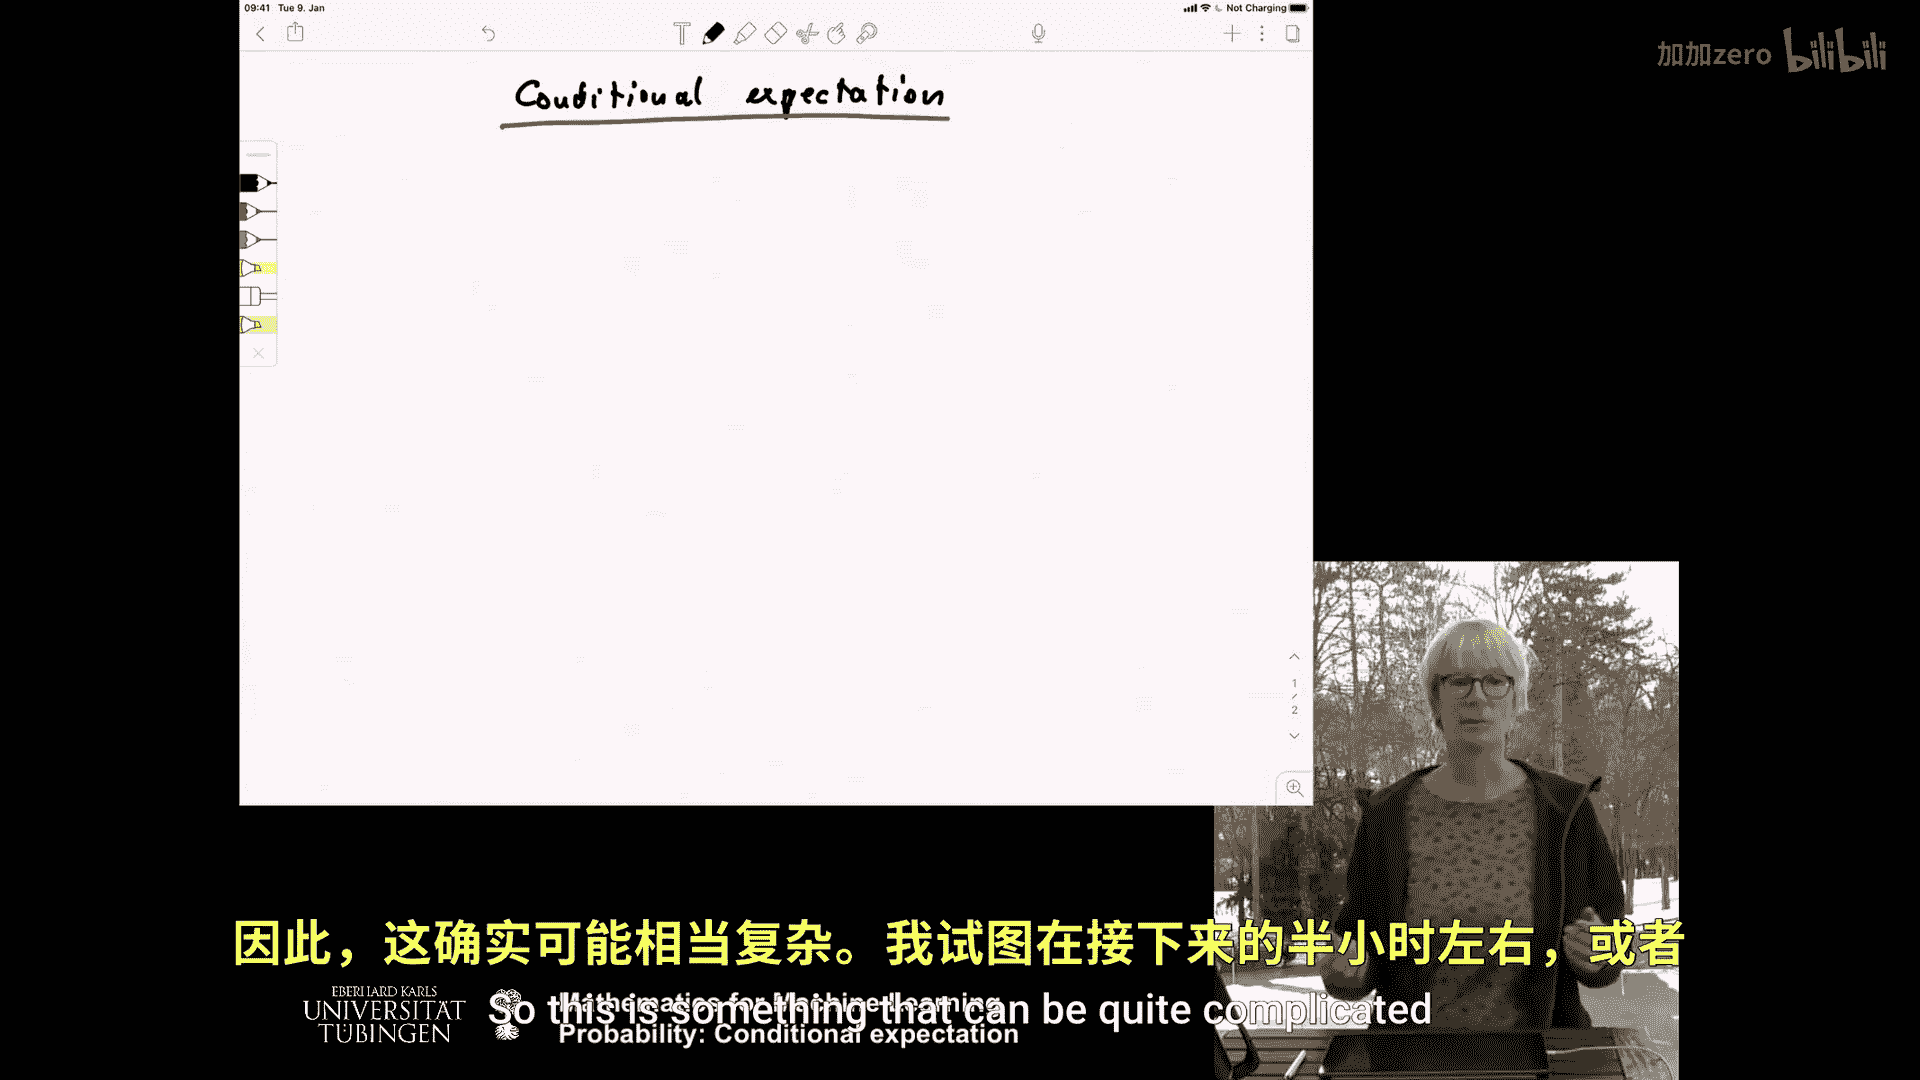 09:41 Tue 9. Jan
Not Charging
T
Conditional expectation
加加zero bilibili
1
2
因此，这确实可能相当复杂。我试图在接下来的半小时左右，或者
So this is something that can be quite complicated
EBERHARD KARLS
UNIVERSITÄT
TÜBINGEN
Mathematics for Machine Learning
Probability: Conditional expectation